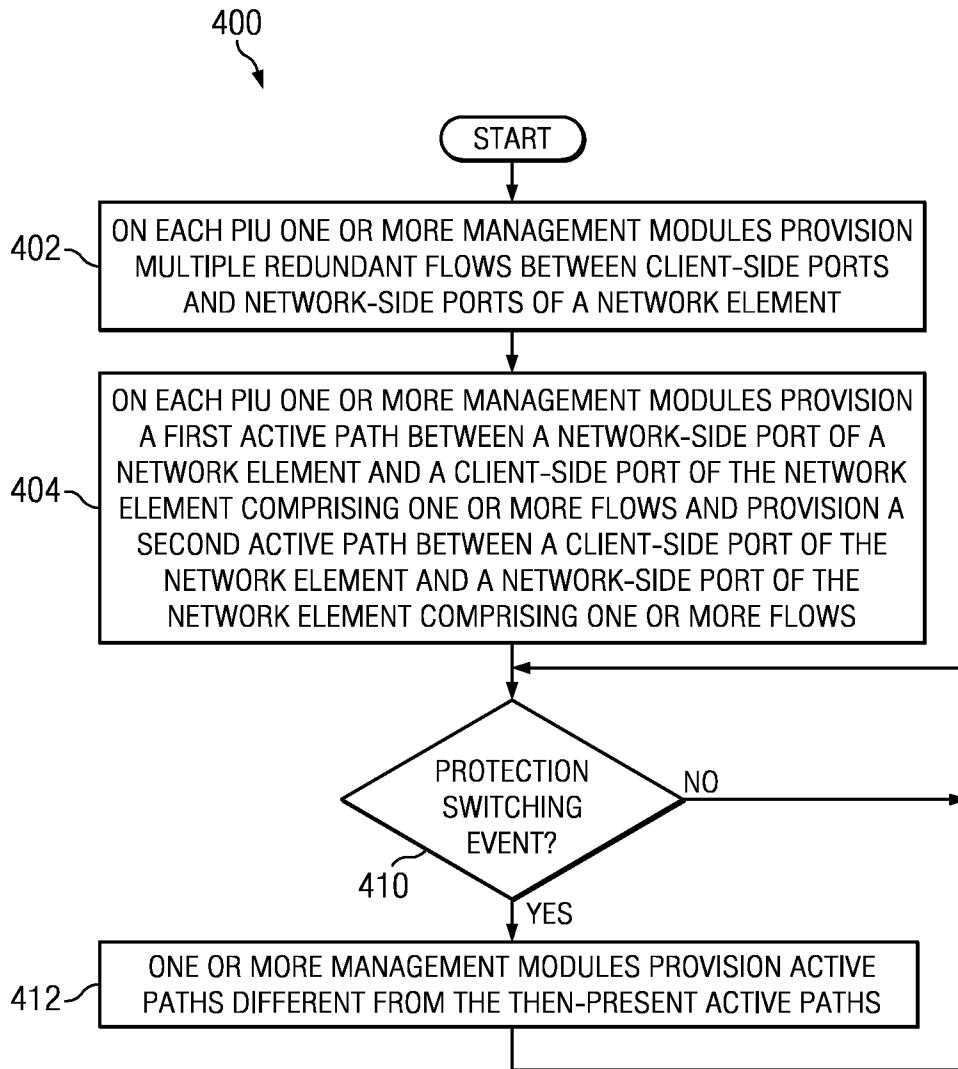 400
START
402
ON EACH PIU ONE OR MORE MANAGEMENT MODULES PROVISION
MULTIPLE REDUNDANT FLOWS BETWEEN CLIENT-SIDE PORTS
AND NETWORK-SIDE PORTS OF A NETWORK ELEMENT
404
ON EACH PIU ONE OR MORE MANAGEMENT MODULES PROVISION
A FIRST ACTIVE PATH BETWEEN A NETWORK-SIDE PORT OF A
NETWORK ELEMENT AND A CLIENT-SIDE PORT OF THE NETWORK
ELEMENT COMPRISING ONE OR MORE FLOWS AND PROVISION A
SECOND ACTIVE PATH BETWEEN A CLIENT-SIDE PORT OF THE
NETWORK ELEMENT AND A NETWORK-SIDE PORT OF THE
NETWORK ELEMENT COMPRISING ONE OR MORE FLOWS
PROTECTION
SWITCHING
EVENT?
NO
410
YES
412
ONE OR MORE MANAGEMENT MODULES PROVISION ACTIVE
PATHS DIFFERENT FROM THE THEN-PRESENT ACTIVE PATHS